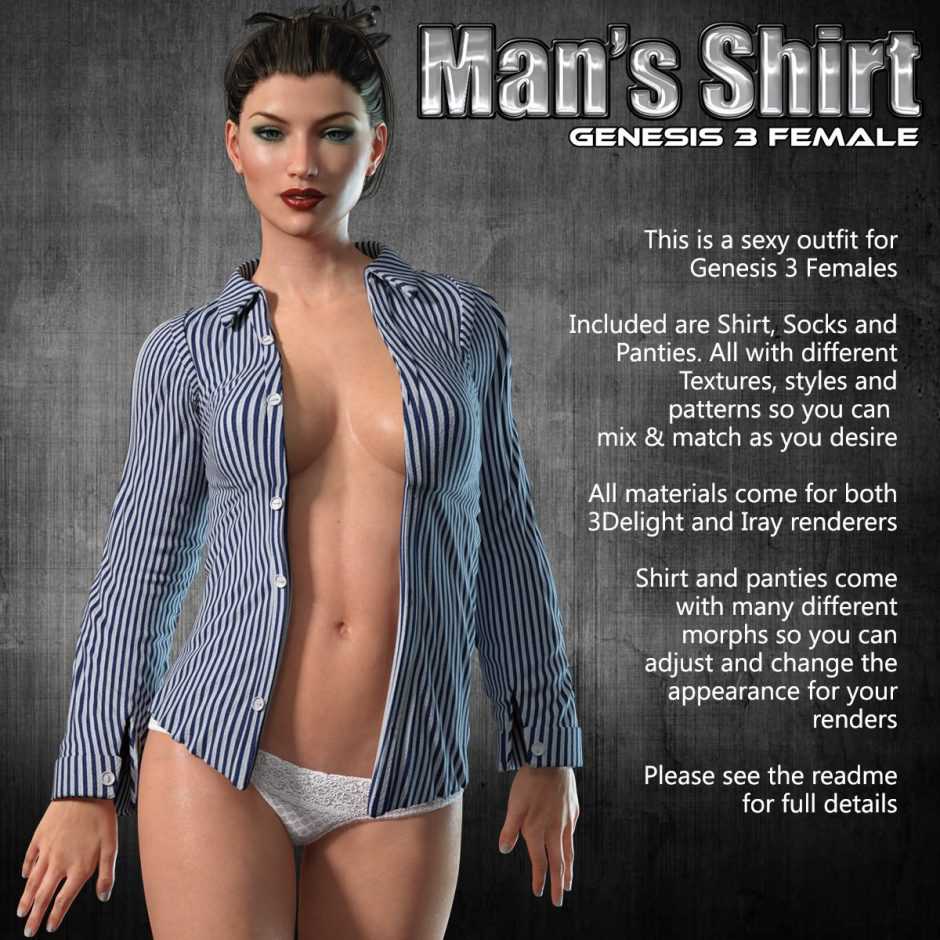 Man's Shirt
GENESIS 3 FEMALE
This is a sexy outfit for
Genesis 3 Females
Included are Shirt, Socks and
Panties. All with different
Textures, styles and
patterns so you can
mix & match as you desire
All materials come for both
3Delight and Iray renderers
Shirt and panties come
with many different
morphs so you can
adjust and change the
appearance for your
renders
Please see the readme
for full details